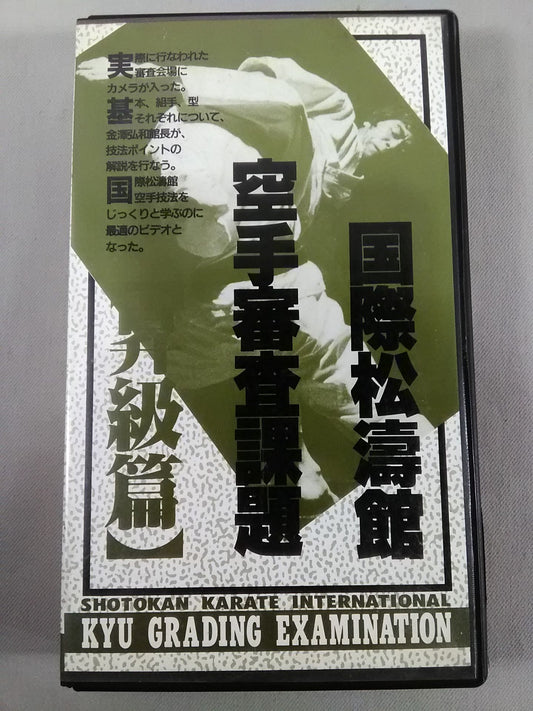 国際松濤館
空手審査課題
【昇級篇】
実際に行なわれた
審査会場に
カメラが入った。
基本、組手、型
それぞれについて、
金澤弘和館長が、
技法ポイントの
解説を行なう。
国際松濤館
空手技法を
じっくりと学ぶのに
最適のビデオと
なった。
SHOTOKAN KARATE INTERNATIONAL
KYU GRADING EXAMINATION